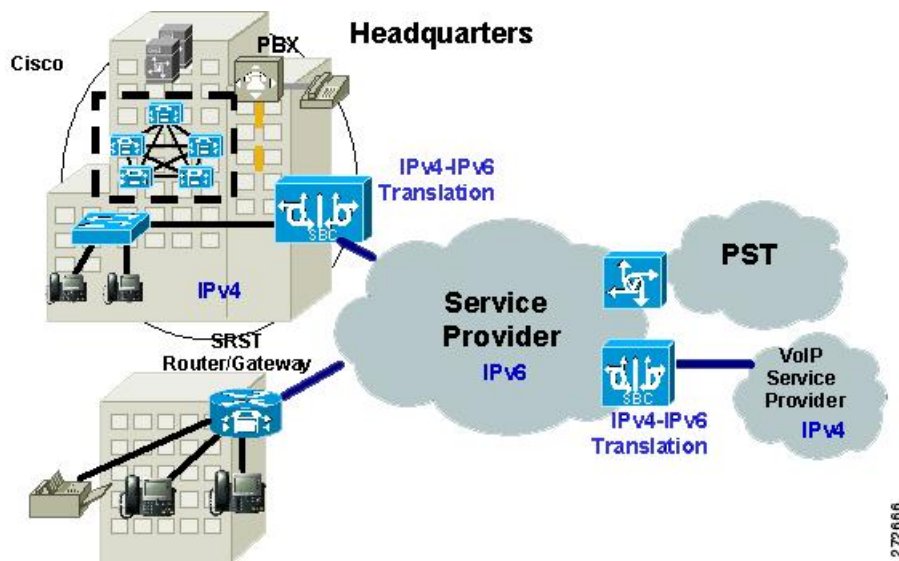 Headquarters
PBX
Cisco
IPv4-IPv6
Translation
SBC
IPv4
PST
Service
Provider
IPv6
SRST
Router/Gateway
SBC
VoIP
Service
Provider
IPv4
IPv4-IPv6
Translation
272666